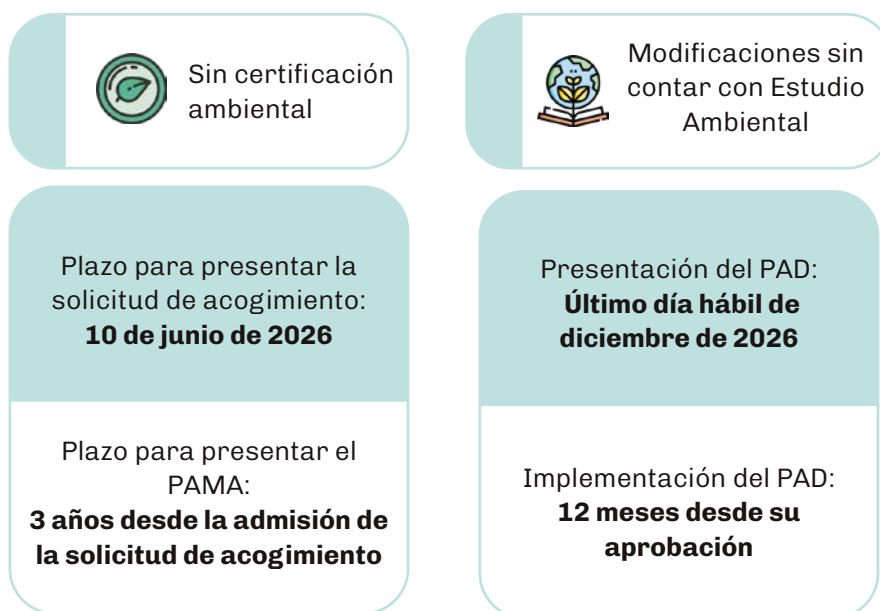 Sin certificación
ambiental
Plazo para presentar la
solicitud de acogimiento:
10 de junio de 2026
Plazo para presentar el
PAMA:
3 años desde la admisión de
la solicitud de acogimiento
Modificaciones sin
contar con Estudio
Ambiental
Presentación del PAD:
Último día hábil de
diciembre de 2026
Implementación del PAD:
12 meses desde su
aprobación